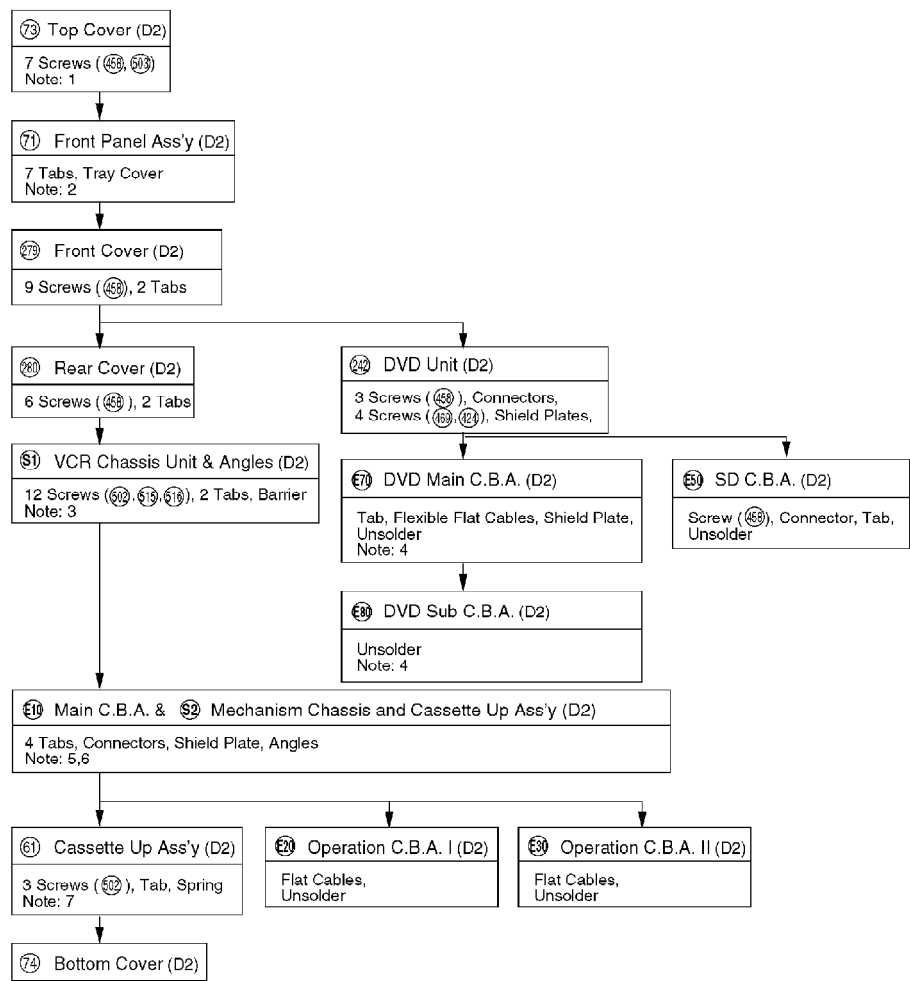 73 Top Cover (D2)
7 Screws (458, 503)
Note: 1
71 Front Panel Ass'y (D2)
7 Tabs, Tray Cover
Note: 2
279 Front Cover (D2)
9 Screws (458), 2 Tabs
280 Rear Cover (D2)
6 Screws (458), 2 Tabs
242 DVD Unit (D2)
3 Screws (458), Connectors,
4 Screws (469, 424), Shield Plates,
S1 VCR Chassis Unit & Angles (D2)
12 Screws (502, 515, 516), 2 Tabs, Barrier
Note: 3
E70 DVD Main C.B.A. (D2)
Tab, Flexible Flat Cables, Shield Plate,
Unsolder
Note: 4
E50 SD C.B.A. (D2)
Screw (458), Connector, Tab,
Unsolder
E80 DVD Sub C.B.A. (D2)
Unsolder
Note: 4
E10 Main C.B.A. & S2 Mechanism Chassis and Cassette Up Ass'y (D2)
4 Tabs, Connectors, Shield Plate, Angles
Note: 5,6
61 Cassette Up Ass'y (D2)
3 Screws (502), Tab, Spring
Note: 7
E20 Operation C.B.A. I (D2)
Flat Cables,
Unsolder
E30 Operation C.B.A. II (D2)
Flat Cables,
Unsolder
74 Bottom Cover (D2)